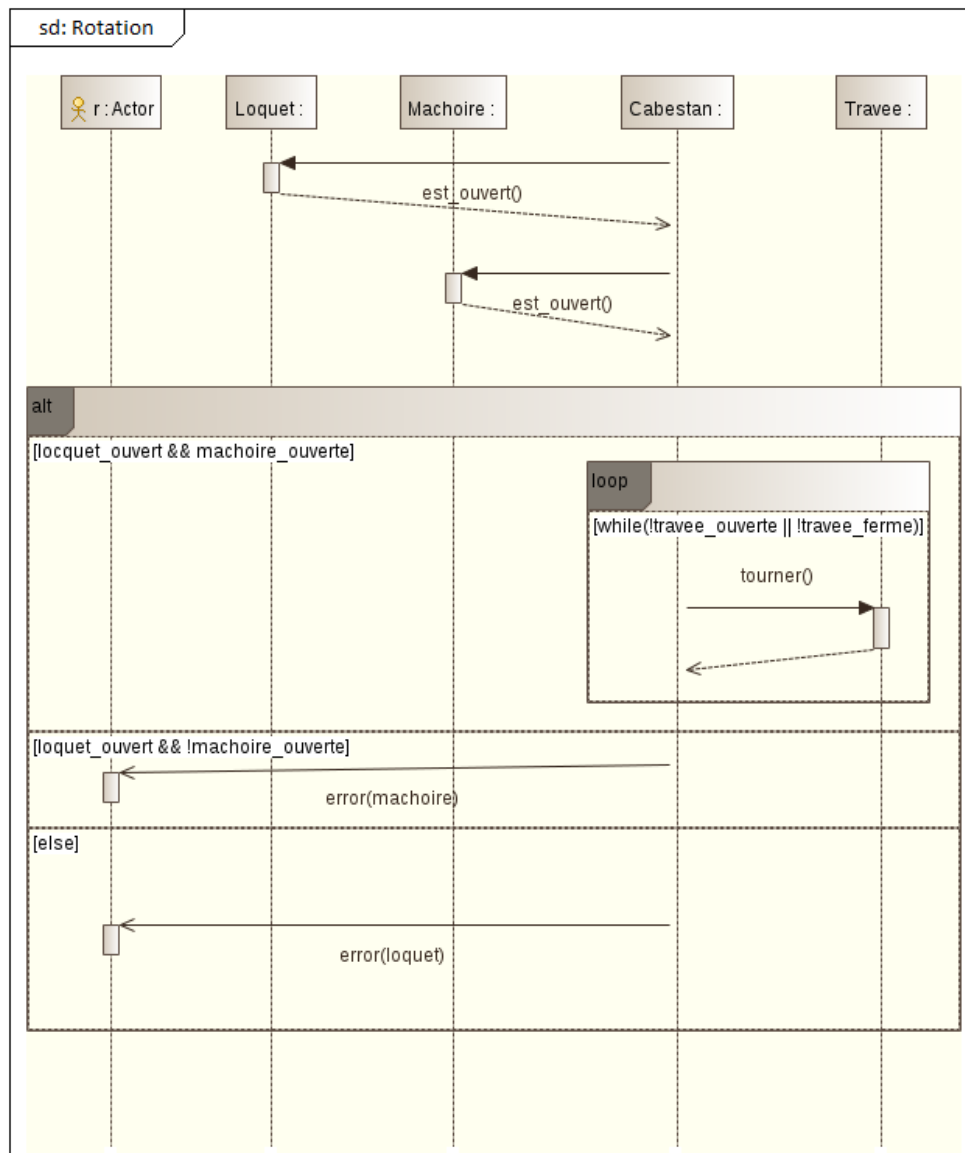 sd: Rotation
r : Actor
Loquet :
Machoire :
Cabestan :
Travee :
est_ouvert()
est_ouvert()
alt
[locquet_ouvert && machoire_ouverte]
loop
[while(!travee_ouverte || !travee_ferme)]
tourner()
[loquet_ouvert && !machoire_ouverte]
error(machoire)
[else]
error(loquet)